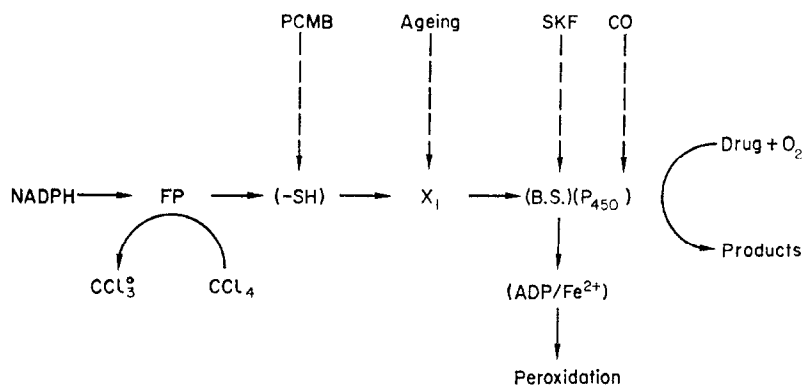 PCMB Ageing SKF CO
Drug + O₂
NADPH FP (-SH) X₁ (B.S.)(P₄₅₀)
Products
CCl₃° CCl₄
(ADP/Fe²⁺)
Peroxidation